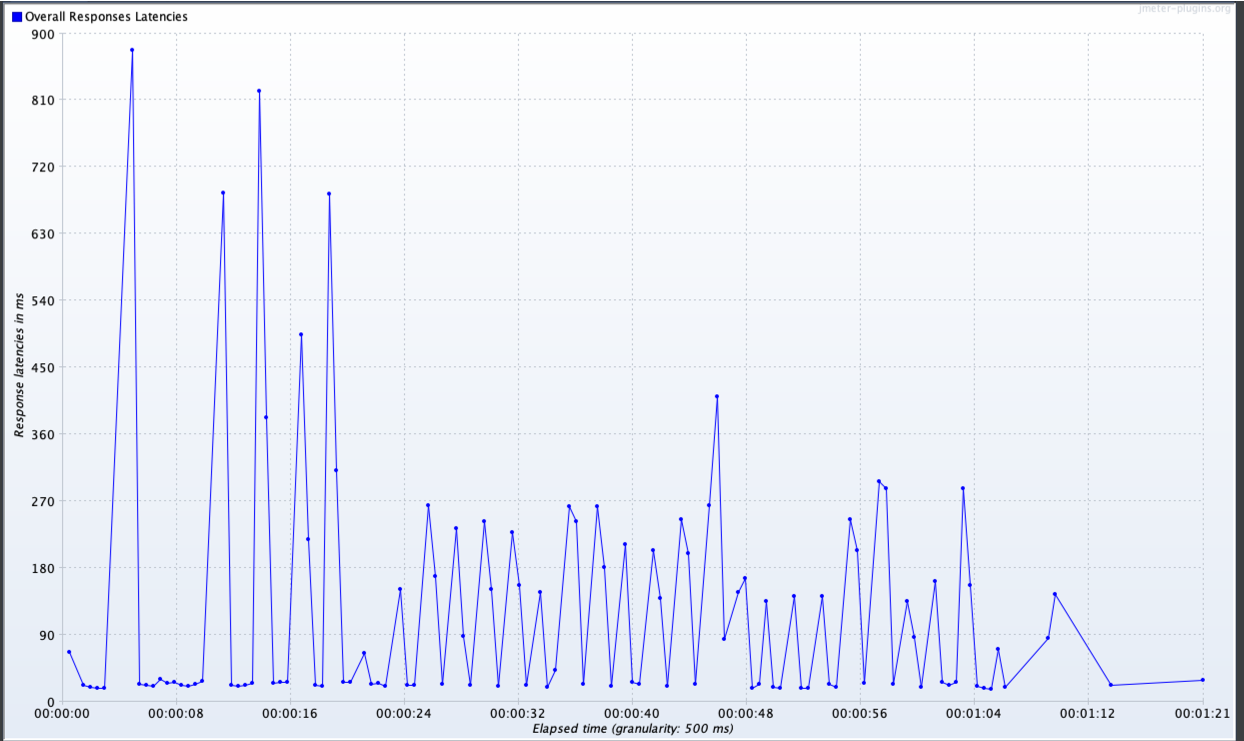 jmeter-plugins.org
Overall Responses Latencies
900
810
720
630
540
450
360
270
180
90
0
Response latencies in ms
00:00:00 00:00:08 00:00:16 00:00:24 00:00:32 00:00:40 00:00:48 00:00:56 00:01:04 00:01:12 00:01:21
Elapsed time (granularity: 500 ms)